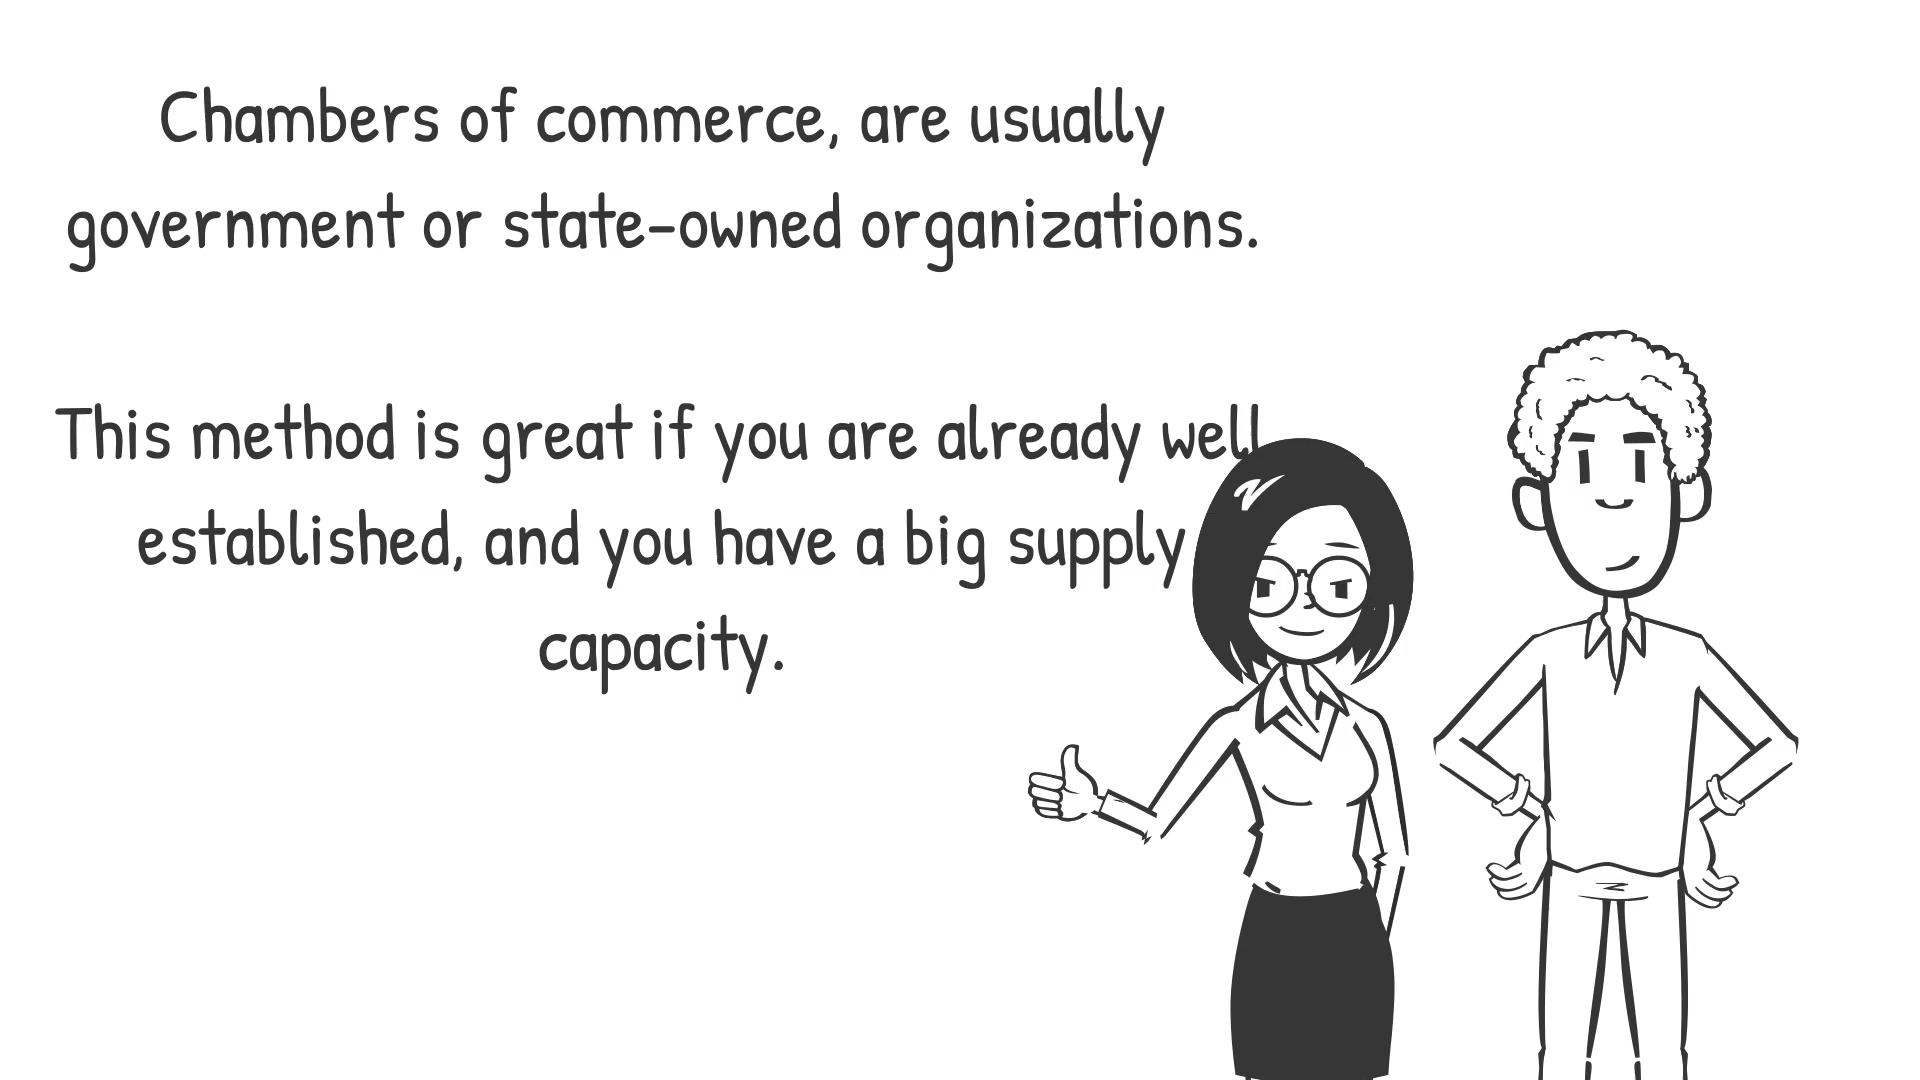 Chambers of commerce, are usually
government or state-owned organizations.
This method is great if you are already well
established, and you have a big supply
capacity.